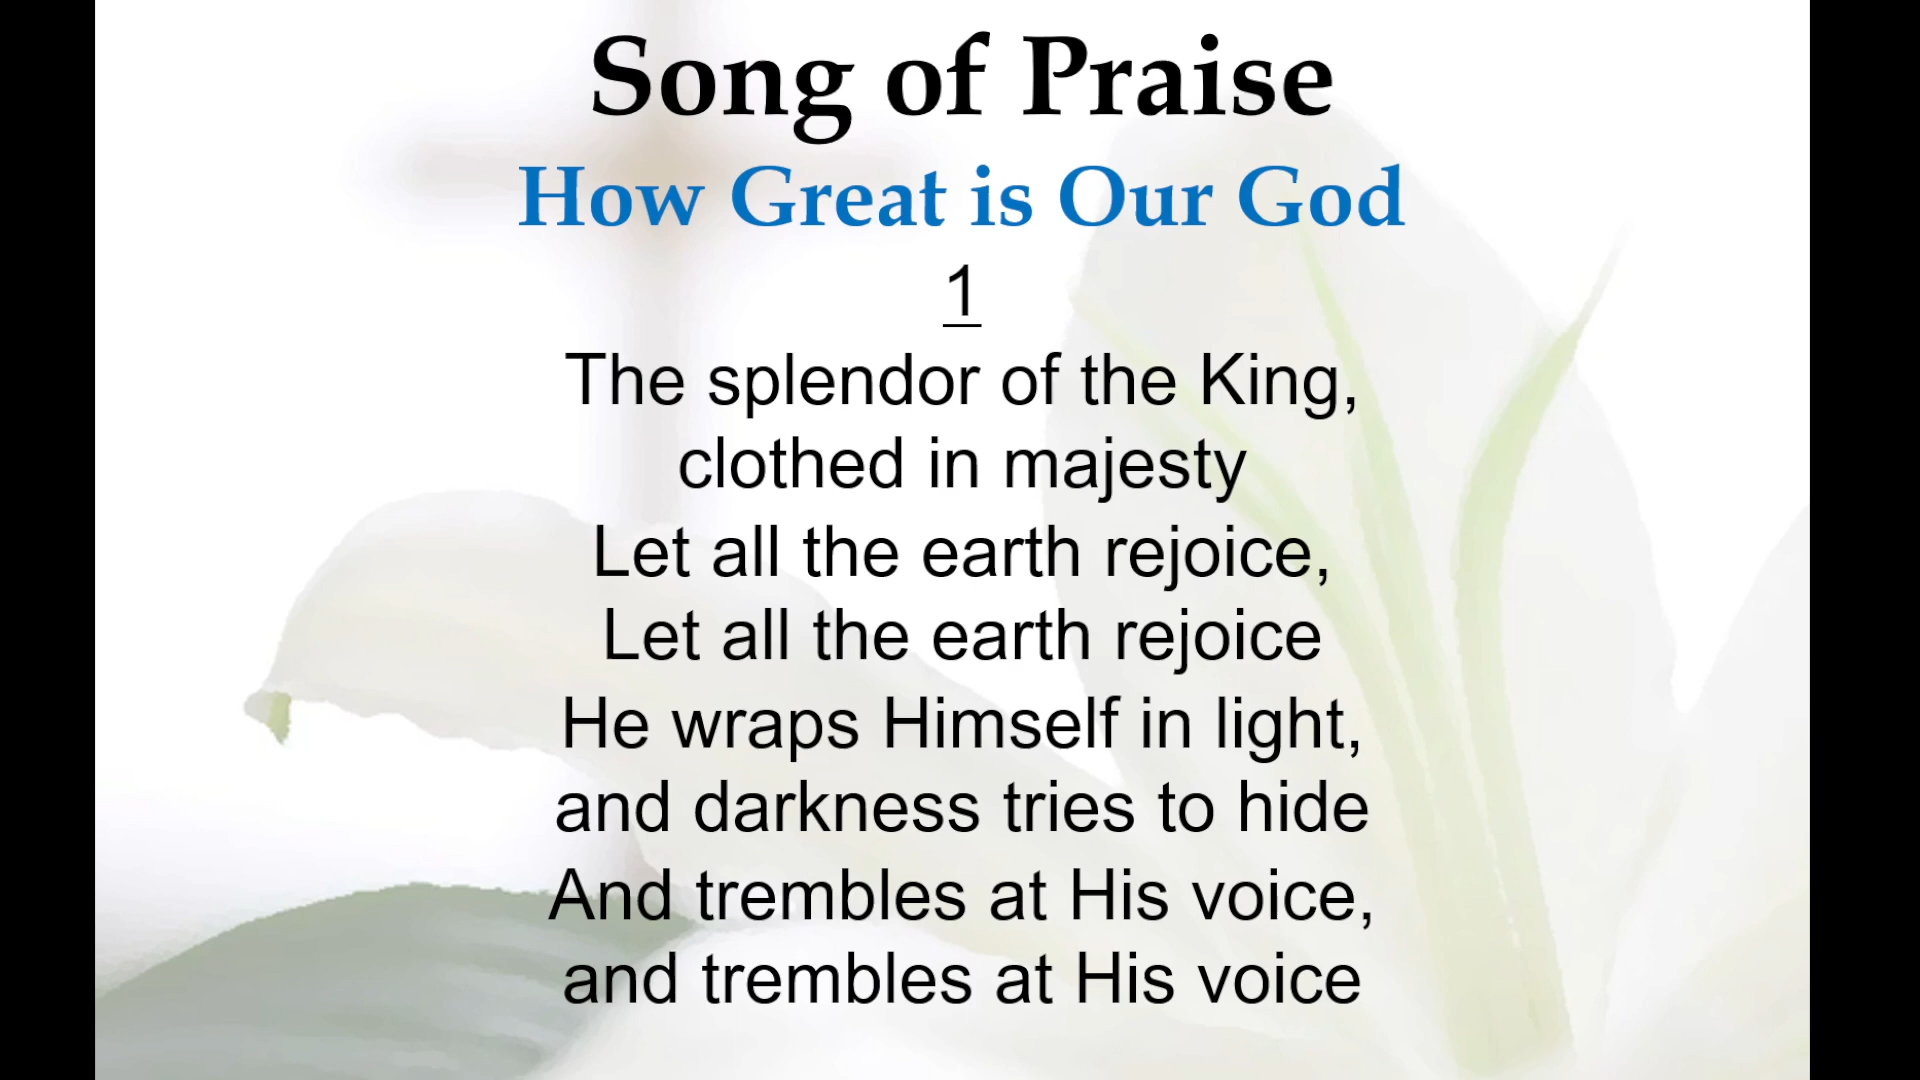 Song of Praise
How Great is Our God
1
The splendor of the King,
clothed in majesty
Let all the earth rejoice,
Let all the earth rejoice
He wraps Himself in light,
and darkness tries to hide
And trembles at His voice,
and trembles at His voice